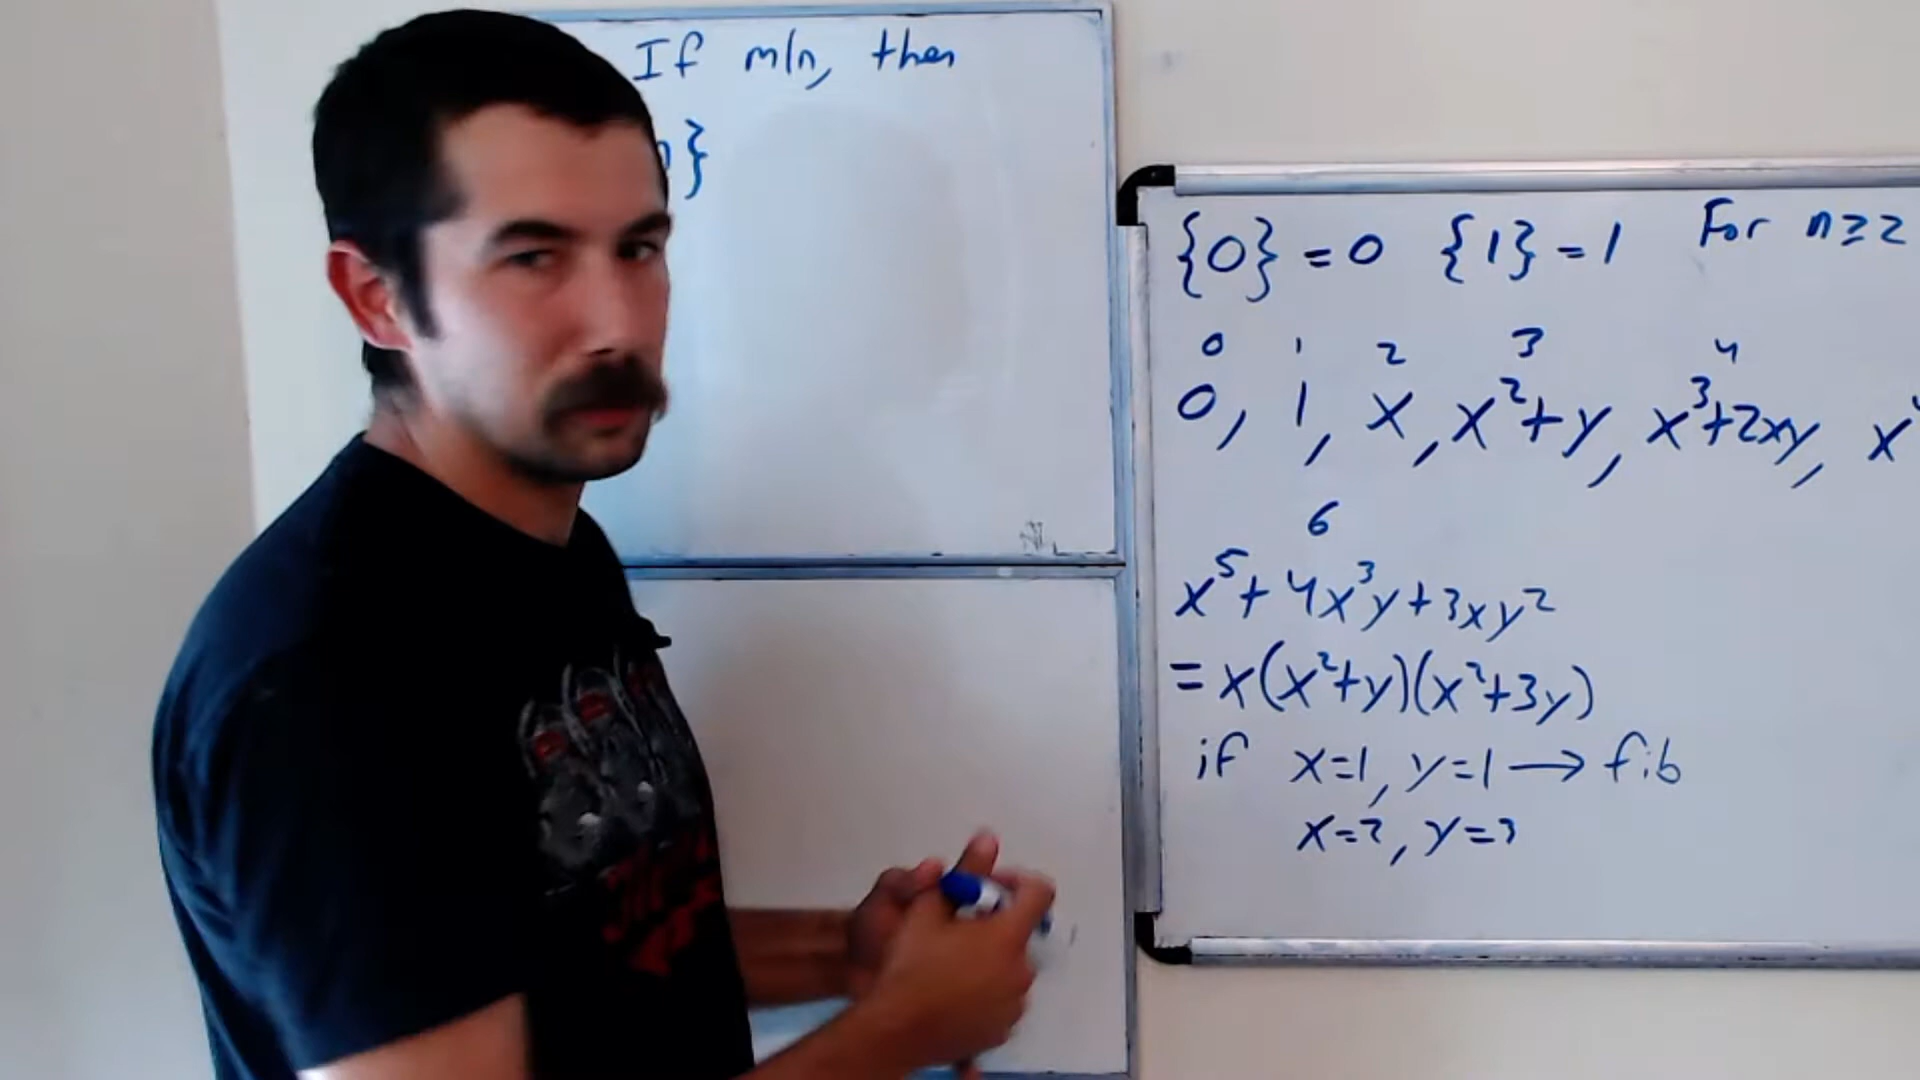 If m|n, then
}
{0} = 0 {1} = 1 For n≥2
0 1 2 3 4
0, 1, x, x²+y, x³+2xy, x⁴
6
x⁵+4x³y+3xy²
=x(x²+y)(x²+3y)
if x=1, y=1→fib
x=?, y=?